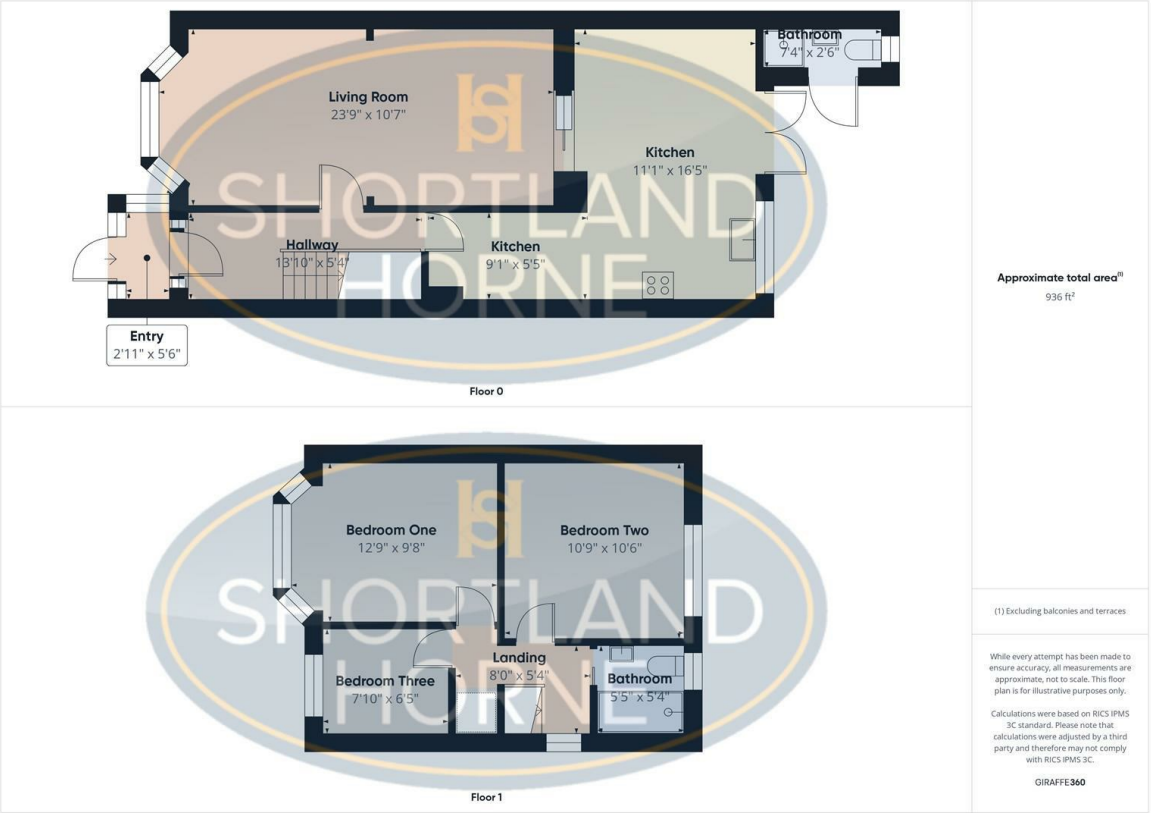 Bathroom
7'4" x 2'6"
Living Room
23'9" x 10'7"
Kitchen
11'1" x 16'5"
Hallway
13'10" x 5'4"
Kitchen
9'1" x 5'5"
Entry
2'11" x 5'6"
SHORTLAND
HORNE
Floor 0
Bedroom One
12'9" x 9'8"
Bedroom Two
10'9" x 10'6"
Landing
8'0" x 5'4"
Bedroom Three
7'10" x 6'5"
Bathroom
5'5" x 5'4"
SHORTLAND
HORNE
Floor 1
Approximate total area(1)
936 ft²
(1) Excluding balconies and terraces
While every attempt has been made to
ensure accuracy, all measurements are
approximate, not to scale. This floor
plan is for illustrative purposes only.
Calculations were based on RICS IPMS
3C standard. Please note that
calculations were adjusted by a third
party and therefore may not comply
with RICS IPMS 3C.
GIRAFFE360